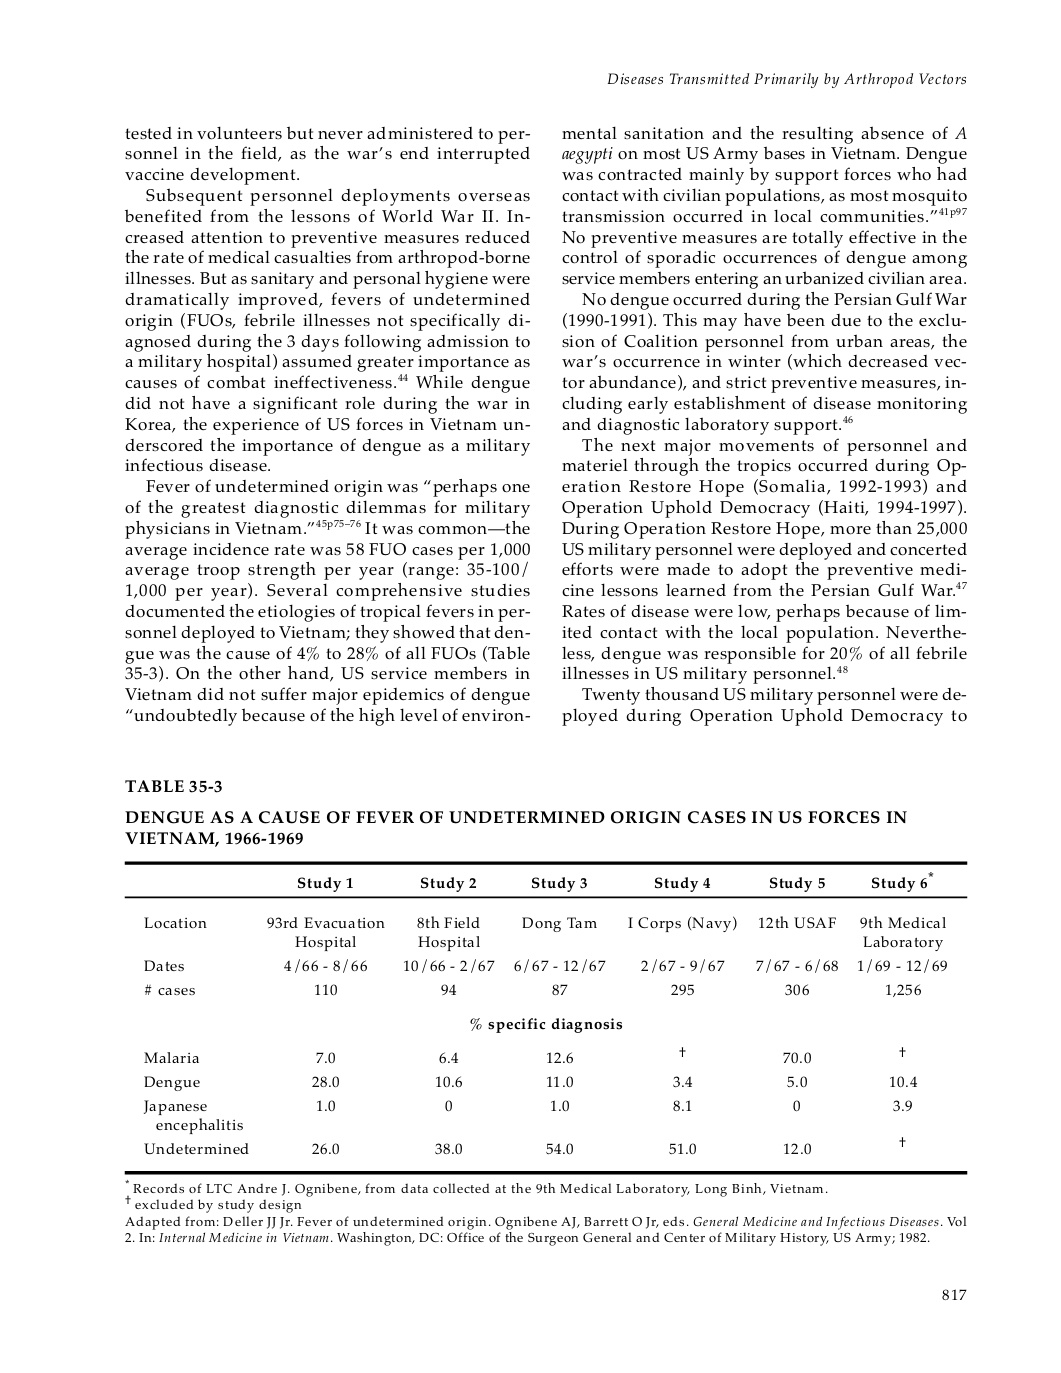 Diseases Transmitted Primarily by Arthropod Vectors
tested in volunteers but never administered to per-
sonnel in the field, as the war's end interrupted
vaccine development.
Subsequent personnel deployments overseas
benefited from the lessons of World War II. In-
creased attention to preventive measures reduced
the rate of medical casualties from arthropod-borne
illnesses. But as sanitary and personal hygiene were
dramatically improved, fevers of undetermined
origin (FUOs, febrile illnesses not specifically di-
agnosed during the 3 days following admission to
a military hospital) assumed greater importance as
causes of combat ineffectiveness.44 While dengue
did not have a significant role during the war in
Korea, the experience of US forces in Vietnam un-
derscored the importance of dengue as a military
infectious disease.
Fever of undetermined origin was "perhaps one
of the greatest diagnostic dilemmas for military
physicians in Vietnam."45p75–76 It was common—the
average incidence rate was 58 FUO cases per 1,000
average troop strength per year (range: 35-100/
1,000 per year). Several comprehensive studies
documented the etiologies of tropical fevers in per-
sonnel deployed to Vietnam; they showed that den-
gue was the cause of 4% to 28% of all FUOs (Table
35-3). On the other hand, US service members in
Vietnam did not suffer major epidemics of dengue
"undoubtedly because of the high level of environ-
mental sanitation and the resulting absence of A
aegypti on most US Army bases in Vietnam. Dengue
was contracted mainly by support forces who had
contact with civilian populations, as most mosquito
transmission occurred in local communities."41p97
No preventive measures are totally effective in the
control of sporadic occurrences of dengue among
service members entering an urbanized civilian area.
No dengue occurred during the Persian Gulf War
(1990-1991). This may have been due to the exclu-
sion of Coalition personnel from urban areas, the
war's occurrence in winter (which decreased vec-
tor abundance), and strict preventive measures, in-
cluding early establishment of disease monitoring
and diagnostic laboratory support.46
The next major movements of personnel and
materiel through the tropics occurred during Op-
eration Restore Hope (Somalia, 1992-1993) and
Operation Uphold Democracy (Haiti, 1994-1997).
During Operation Restore Hope, more than 25,000
US military personnel were deployed and concerted
efforts were made to adopt the preventive medi-
cine lessons learned from the Persian Gulf War.47
Rates of disease were low, perhaps because of lim-
ited contact with the local population. Neverthe-
less, dengue was responsible for 20% of all febrile
illnesses in US military personnel.48
Twenty thousand US military personnel were de-
ployed during Operation Uphold Democracy to
TABLE 35-3
DENGUE AS A CAUSE OF FEVER OF UNDETERMINED ORIGIN CASES IN US FORCES IN
VIETNAM, 1966-1969
Study 1 Study 2 Study 3 Study 4 Study 5 Study 6*
Location 93rd Evacuation 8th Field Dong Tam I Corps (Navy) 12th USAF 9th Medical
Hospital Hospital Laboratory
Dates 4/66 - 8/66 10/66 - 2/67 6/67 - 12/67 2/67 - 9/67 7/67 - 6/68 1/69 - 12/69
# cases 110 94 87 295 306 1,256
% specific diagnosis
Malaria 7.0 6.4 12.6 † 70.0 †
Dengue 28.0 10.6 11.0 3.4 5.0 10.4
Japanese 1.0 0 1.0 8.1 0 3.9
encephalitis
Undetermined 26.0 38.0 54.0 51.0 12.0 †
* Records of LTC Andre J. Ognibene, from data collected at the 9th Medical Laboratory, Long Binh, Vietnam.
† excluded by study design
Adapted from: Deller JJ Jr. Fever of undetermined origin. Ognibene AJ, Barrett O Jr, eds. General Medicine and Infectious Diseases. Vol
2. In: Internal Medicine in Vietnam. Washington, DC: Office of the Surgeon General and Center of Military History, US Army; 1982.
817